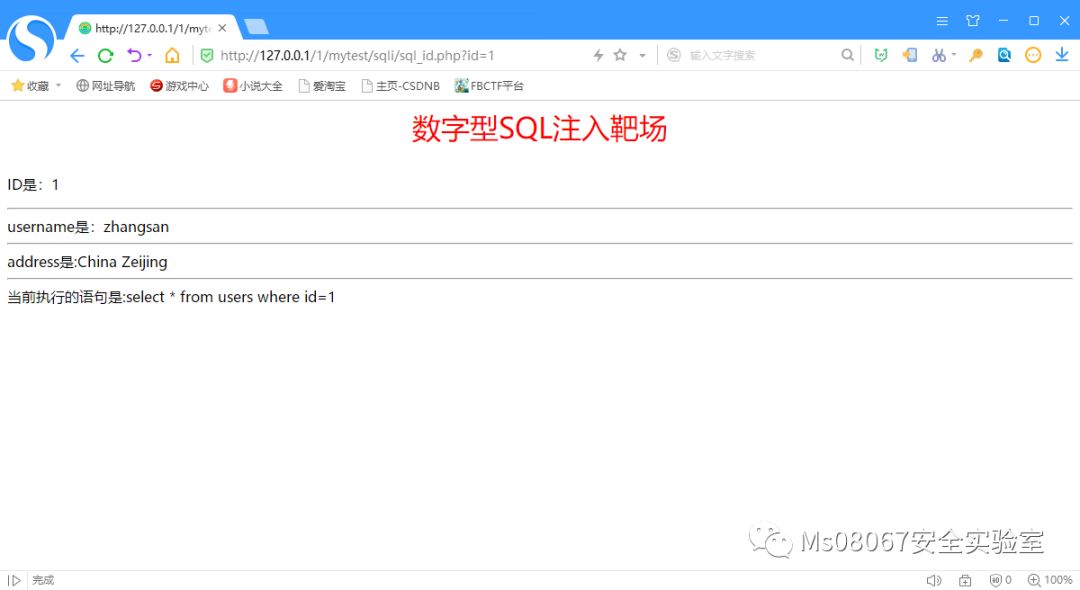 http://127.0.0.1/1/myte
http://127.0.0.1/1/mytest/sqli/sql_id.php?id=1
输入文字搜索
收藏 网址导航 游戏中心 小说大全 爱淘宝 主页-CSDNB FBCTF平台
数字型SQL注入靶场
ID是：1
username是：zhangsan
address是:China Zeijing
当前执行的语句是:select * from users where id=1
Ms08067安全实验室
完成
0 100%